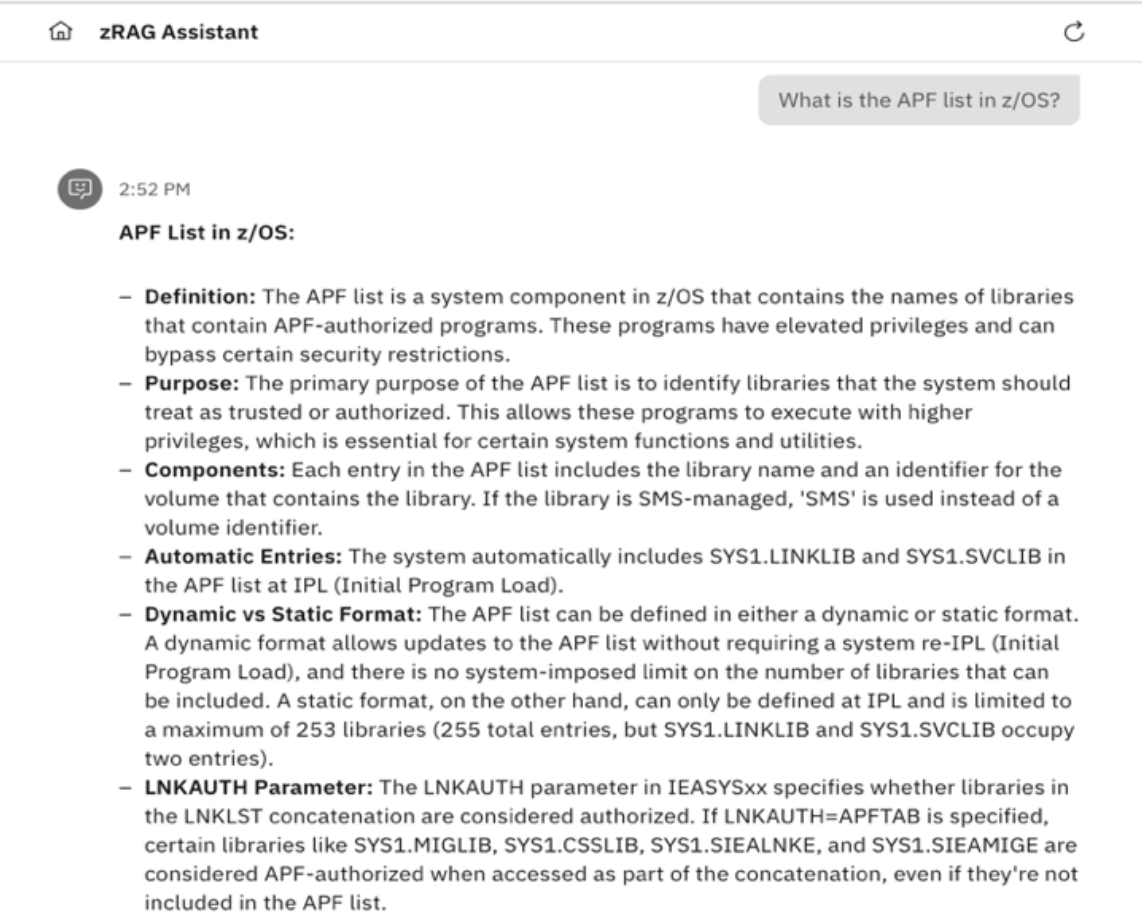 zRAG Assistant
What is the APF list in z/OS?
2:52 PM
APF List in z/OS:
– Definition: The APF list is a system component in z/OS that contains the names of libraries
that contain APF-authorized programs. These programs have elevated privileges and can
bypass certain security restrictions.
– Purpose: The primary purpose of the APF list is to identify libraries that the system should
treat as trusted or authorized. This allows these programs to execute with higher
privileges, which is essential for certain system functions and utilities.
– Components: Each entry in the APF list includes the library name and an identifier for the
volume that contains the library. If the library is SMS-managed, 'SMS' is used instead of a
volume identifier.
– Automatic Entries: The system automatically includes SYS1.LINKLIB and SYS1.SVCLIB in
the APF list at IPL (Initial Program Load).
– Dynamic vs Static Format: The APF list can be defined in either a dynamic or static format.
A dynamic format allows updates to the APF list without requiring a system re-IPL (Initial
Program Load), and there is no system-imposed limit on the number of libraries that can
be included. A static format, on the other hand, can only be defined at IPL and is limited to
a maximum of 253 libraries (255 total entries, but SYS1.LINKLIB and SYS1.SVCLIB occupy
two entries).
– LNKAUTH Parameter: The LNKAUTH parameter in IEASYSxx specifies whether libraries in
the LNKLST concatenation are considered authorized. If LNKAUTH=APFTAB is specified,
certain libraries like SYS1.MIGLIB, SYS1.CSSLIB, SYS1.SIEALNKE, and SYS1.SIEAMIGE are
considered APF-authorized when accessed as part of the concatenation, even if they're not
included in the APF list.